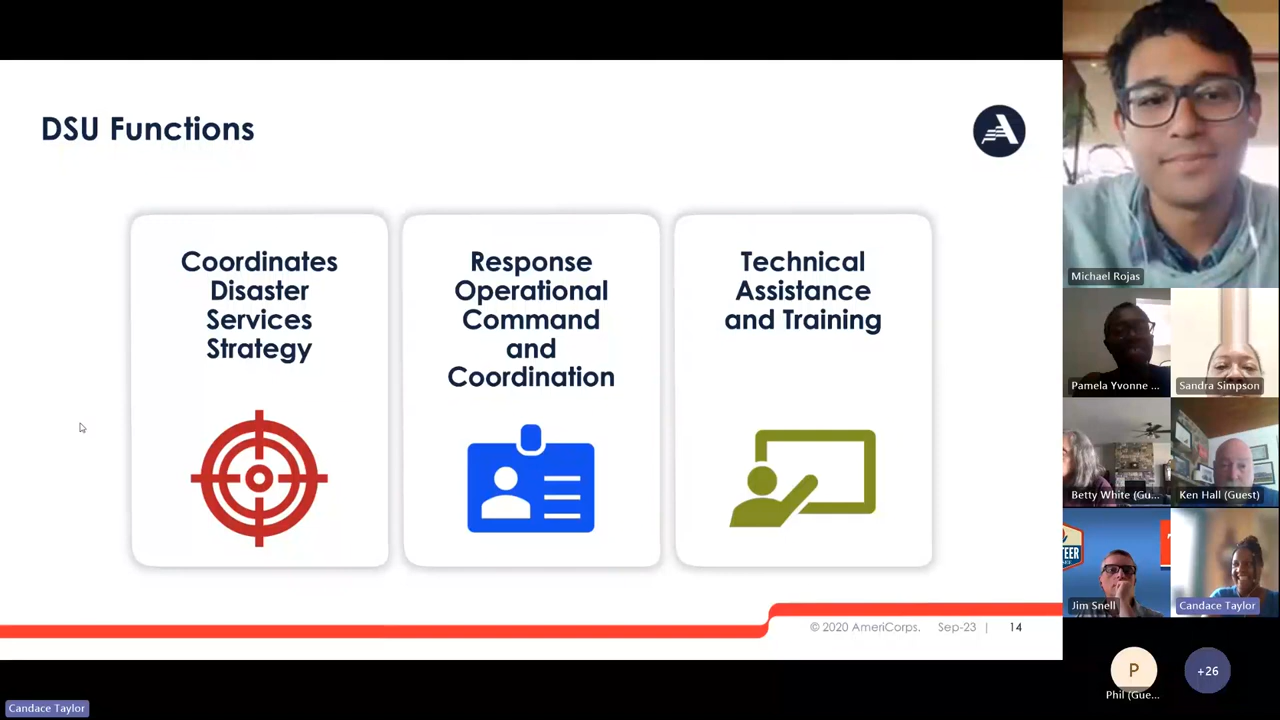 DSU Functions
Coordinates
Disaster
Services
Strategy
Response
Operational
Command
and
Coordination
Technical
Assistance
and Training
© 2020 AmeriCorps. Sep-23 | 14
Candace Taylor
Michael Rojas
Pamela Yvonne ...
Sandra Simpson
Betty White (Gu...
Ken Hall (Guest)
TEER
Jim Snell
Candace Taylor
P
Phil (Gue...
+26